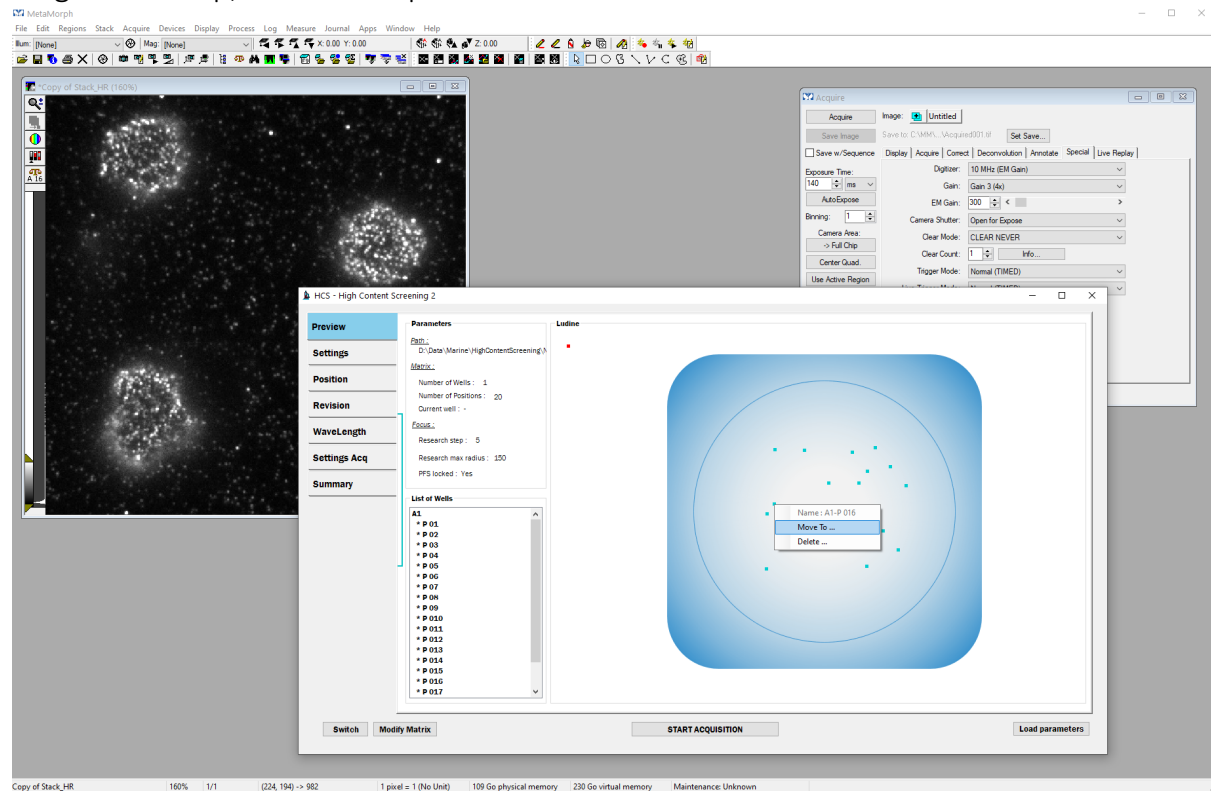 MetaMorph
File Edit Regions Stack Acquire Devices Display Process Log Measure Journal Apps Window Help
Illum: [None] Mag: [None] X: 0.00 Y: 0.00 Z: 0.00
*Copy of Stack_HR (160%)
A 16
Acquire
Acquire Image: Untitled
Save Image Save to: C:\MM\...\Acquired001.tif Set Save...
Save w/Sequence Display Acquire Correct Deconvolution Annotate Special Live Replay
Exposure Time: Digitizer: 10 MHz (EM Gain)
140 ms Gain: Gain 3 (4x)
AutoExpose EM Gain: 300
Binning: 1 Camera Shutter: Open for Expose
Camera Area: Clear Mode: CLEAR NEVER
-> Full Chip Clear Count: 1 Info...
Center Quad. Trigger Mode: Normal (TIMED)
Use Active Region
HCS - High Content Screening 2
Preview
Settings
Position
Revision
WaveLength
Settings Acq
Summary
Parameters
Path :
D:\Data\Marine\HighContentScreening\
Matrix :
Number of Wells : 1
Number of Positions : 20
Current well : -
Focus :
Research step : 5
Research max radius : 150
PFS locked : Yes
List of Wells
A1
* P 01
* P 02
* P 03
* P 04
* P 05
* P 06
* P 07
* P 08
* P 09
* P 010
* P 011
* P 012
* P 013
* P 014
* P 015
* P 016
* P 017
Ludine
Name : A1-P 016
Move To ...
Delete ...
Switch Modify Matrix START ACQUISITION Load parameters
Copy of Stack_HR 160% 1/1 (224, 194) -> 982 1 pixel = 1 (No Unit) 109 Go physical memory 230 Go virtual memory Maintenance: Unknown